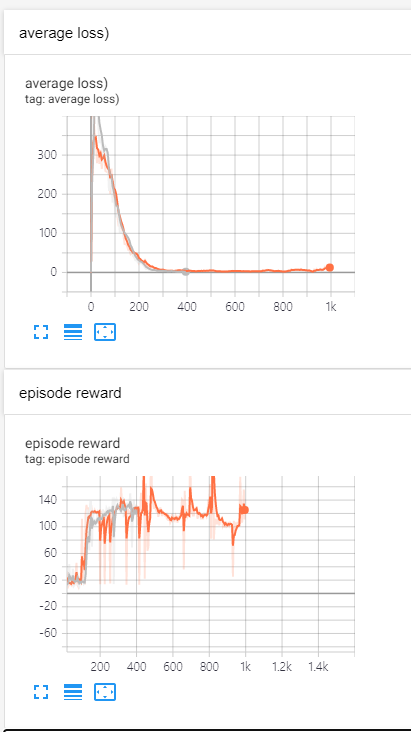 average loss)
average loss)
tag: average loss)
300
200
100
0
0 200 400 600 800 1k
episode reward
episode reward
tag: episode reward
140
100
60
20
-20
-60
200 400 600 800 1k 1.2k 1.4k